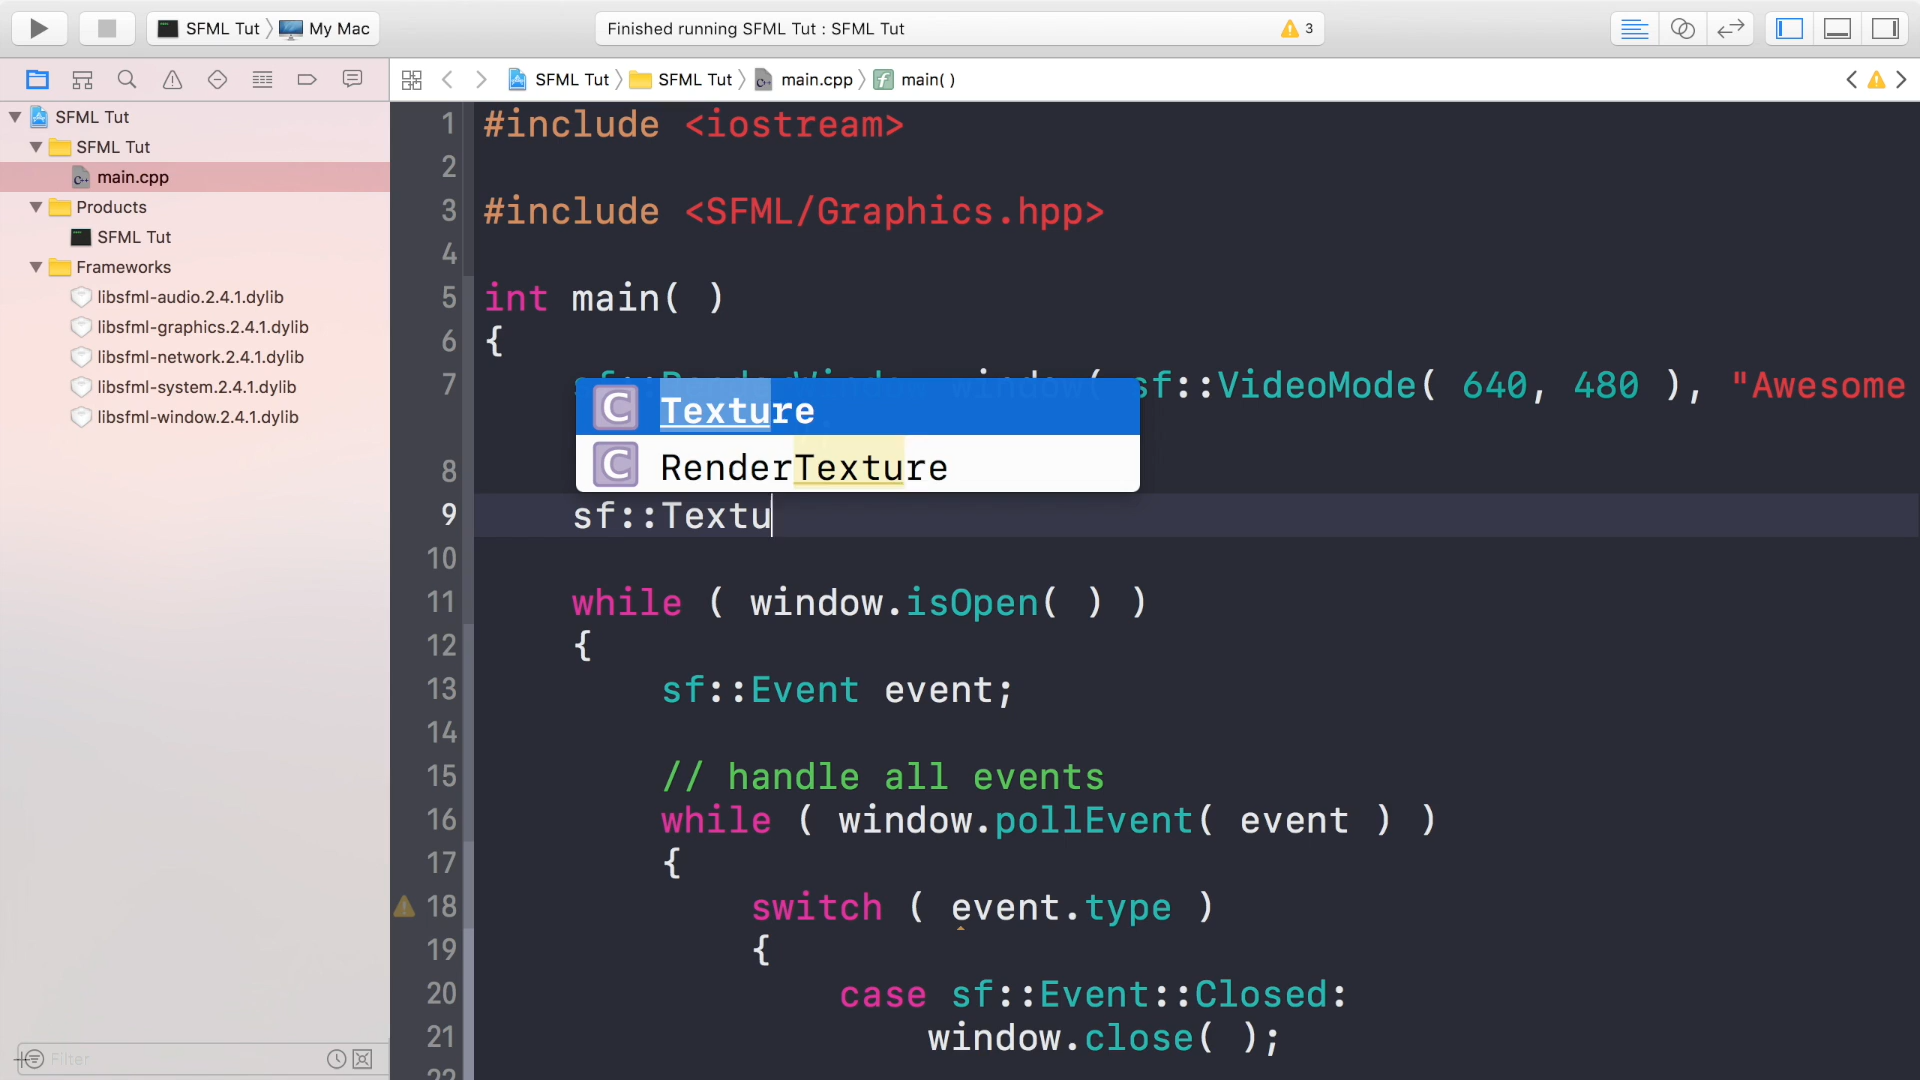 SFML Tut My Mac
Finished running SFML Tut : SFML Tut
3
SFML Tut SFML Tut main.cpp main( )
SFML Tut
SFML Tut
main.cpp
Products
SFML Tut
Frameworks
libsfml-audio.2.4.1.dylib
libsfml-graphics.2.4.1.dylib
libsfml-network.2.4.1.dylib
libsfml-system.2.4.1.dylib
libsfml-window.2.4.1.dylib
Filter
1 #include <iostream>
2
3 #include <SFML/Graphics.hpp>
4
5 int main( )
6 {
7 sf::VideoMode( 640, 480 ), "Awesome
C Texture
C RenderTexture
8
9 sf::Textu
10
11 while ( window.isOpen( ) )
12 {
13 sf::Event event;
14
15 // handle all events
16 while ( window.pollEvent( event ) )
17 {
18 switch ( event.type )
19 {
20 case sf::Event::Closed:
21 window.close( );
22